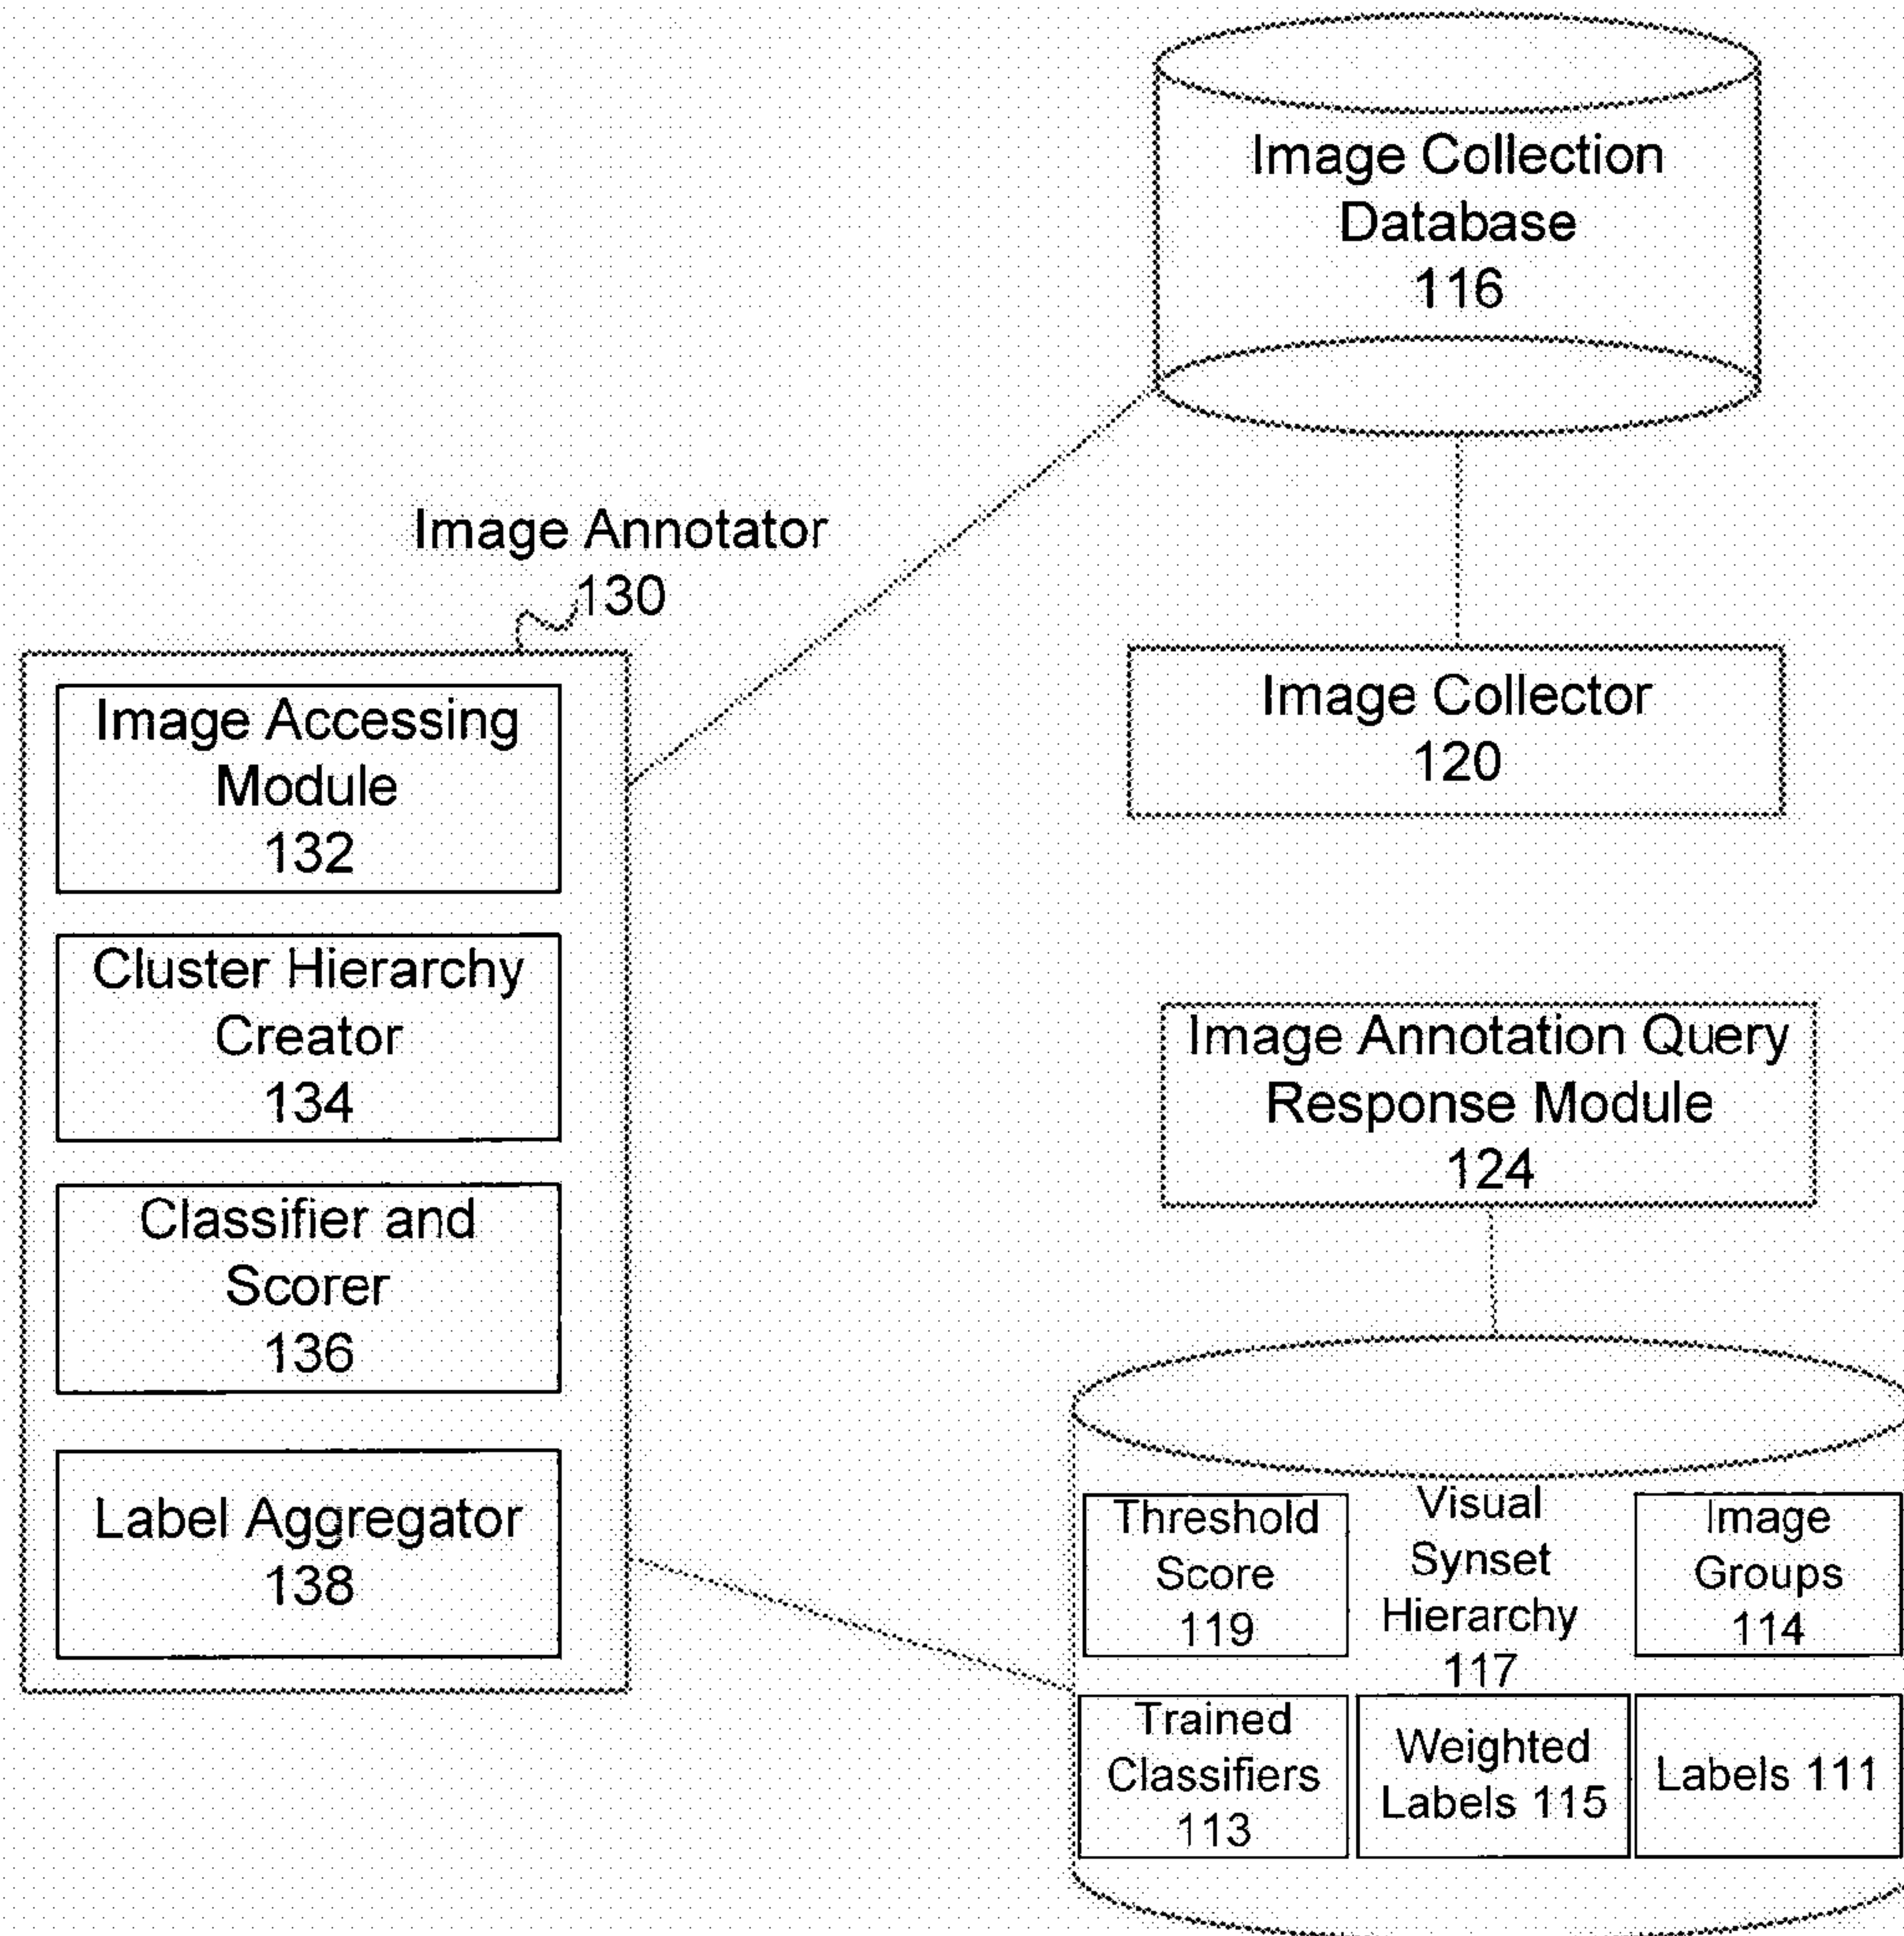 Image Collection
Database
116
Image Annotator
130
Image Collector
120
Image Accessing
Module
132
Cluster Hierarchy
Creator
134
Classifier and
Scorer
136
Label Aggregator
138
Image Annotation Query
Response Module
124
Threshold
Score
119
Visual
Synset
Hierarchy
117
Image
Groups
114
Trained
Classifiers
113
Weighted
Labels 115
Labels 111